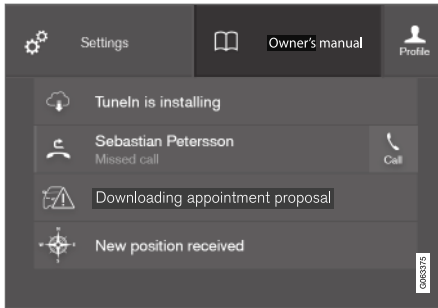 Settings
Owner's manual
Profile
TuneIn is installing
Sebastian Petersson
Missed call
Call
Downloading appointment proposal
New position received
G063375